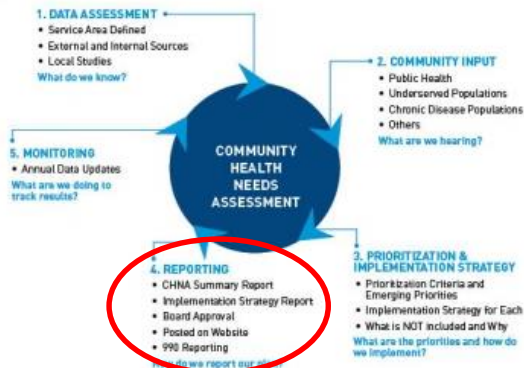 1. DATA ASSESSMENT
• Service Area Defined
• External and Internal Sources
• Local Studies
What do we know?
2. COMMUNITY INPUT
• Public Health
• Underserved Populations
• Chronic Disease Populations
• Others
What are we hearing?
COMMUNITY
HEALTH
NEEDS
ASSESSMENT
3. PRIORITIZATION &
IMPLEMENTATION STRATEGY
• Prioritization Criteria and
Emerging Priorities
• Implementation Strategy for Each
• What is NOT included and Why
What are the priorities and how do
we implement?
4. REPORTING
• CHNA Summary Report
• Implementation Strategy Report
• Board Approval
• Posted on Website
• 990 Reporting
How do we report our plan?
5. MONITORING
• Annual Data Updates
What are we doing to
track results?